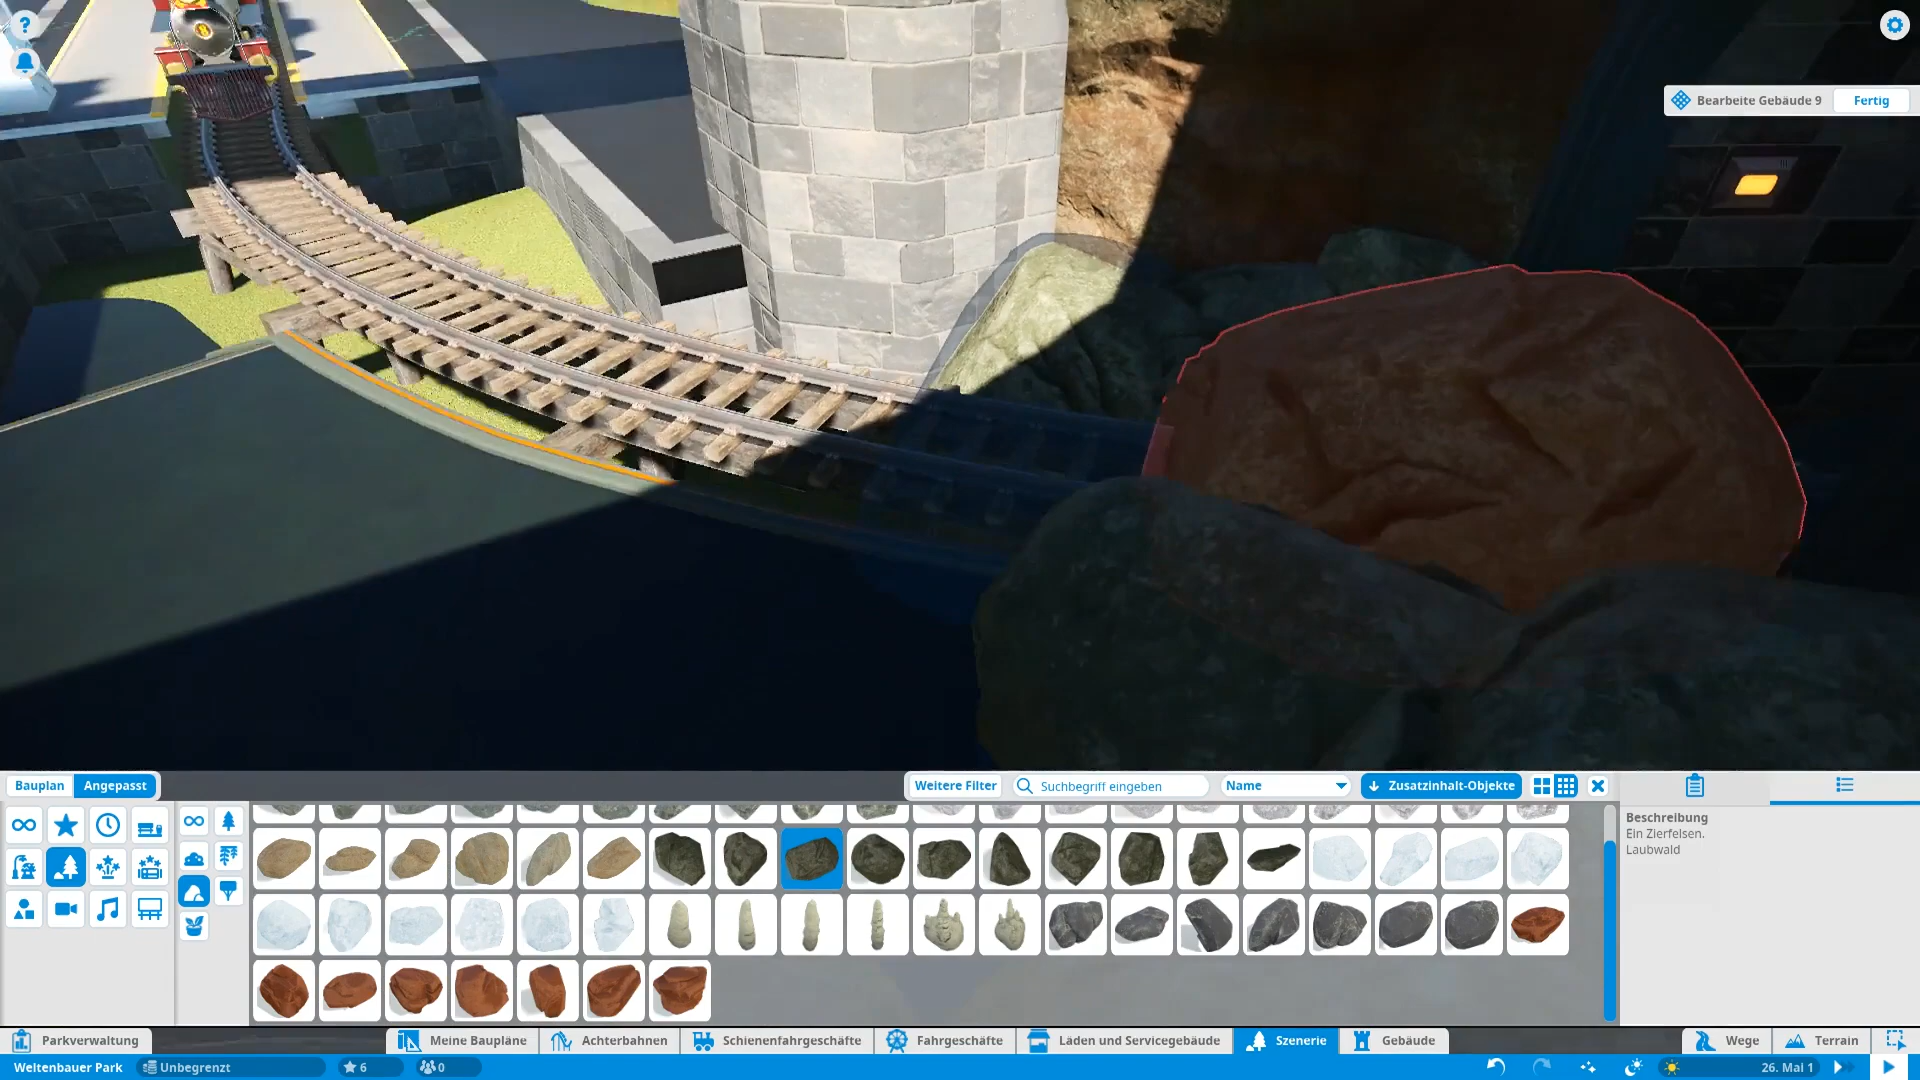 ?
Bearbeite Gebäude 9
Fertig
Bauplan
Angepasst
Weitere Filter
Suchbegriff eingeben
Name
Zusatzinhalt-Objekte
Beschreibung
Ein Zierfelsen.
Laubwald
Parkverwaltung
Meine Baupläne
Achterbahnen
Schienenfahrgeschäfte
Fahrgeschäfte
Läden und Servicegebäude
Szenerie
Gebäude
Wege
Terrain
Weltenbauer Park
Unbegrenzt
6
0
26. Mai 1